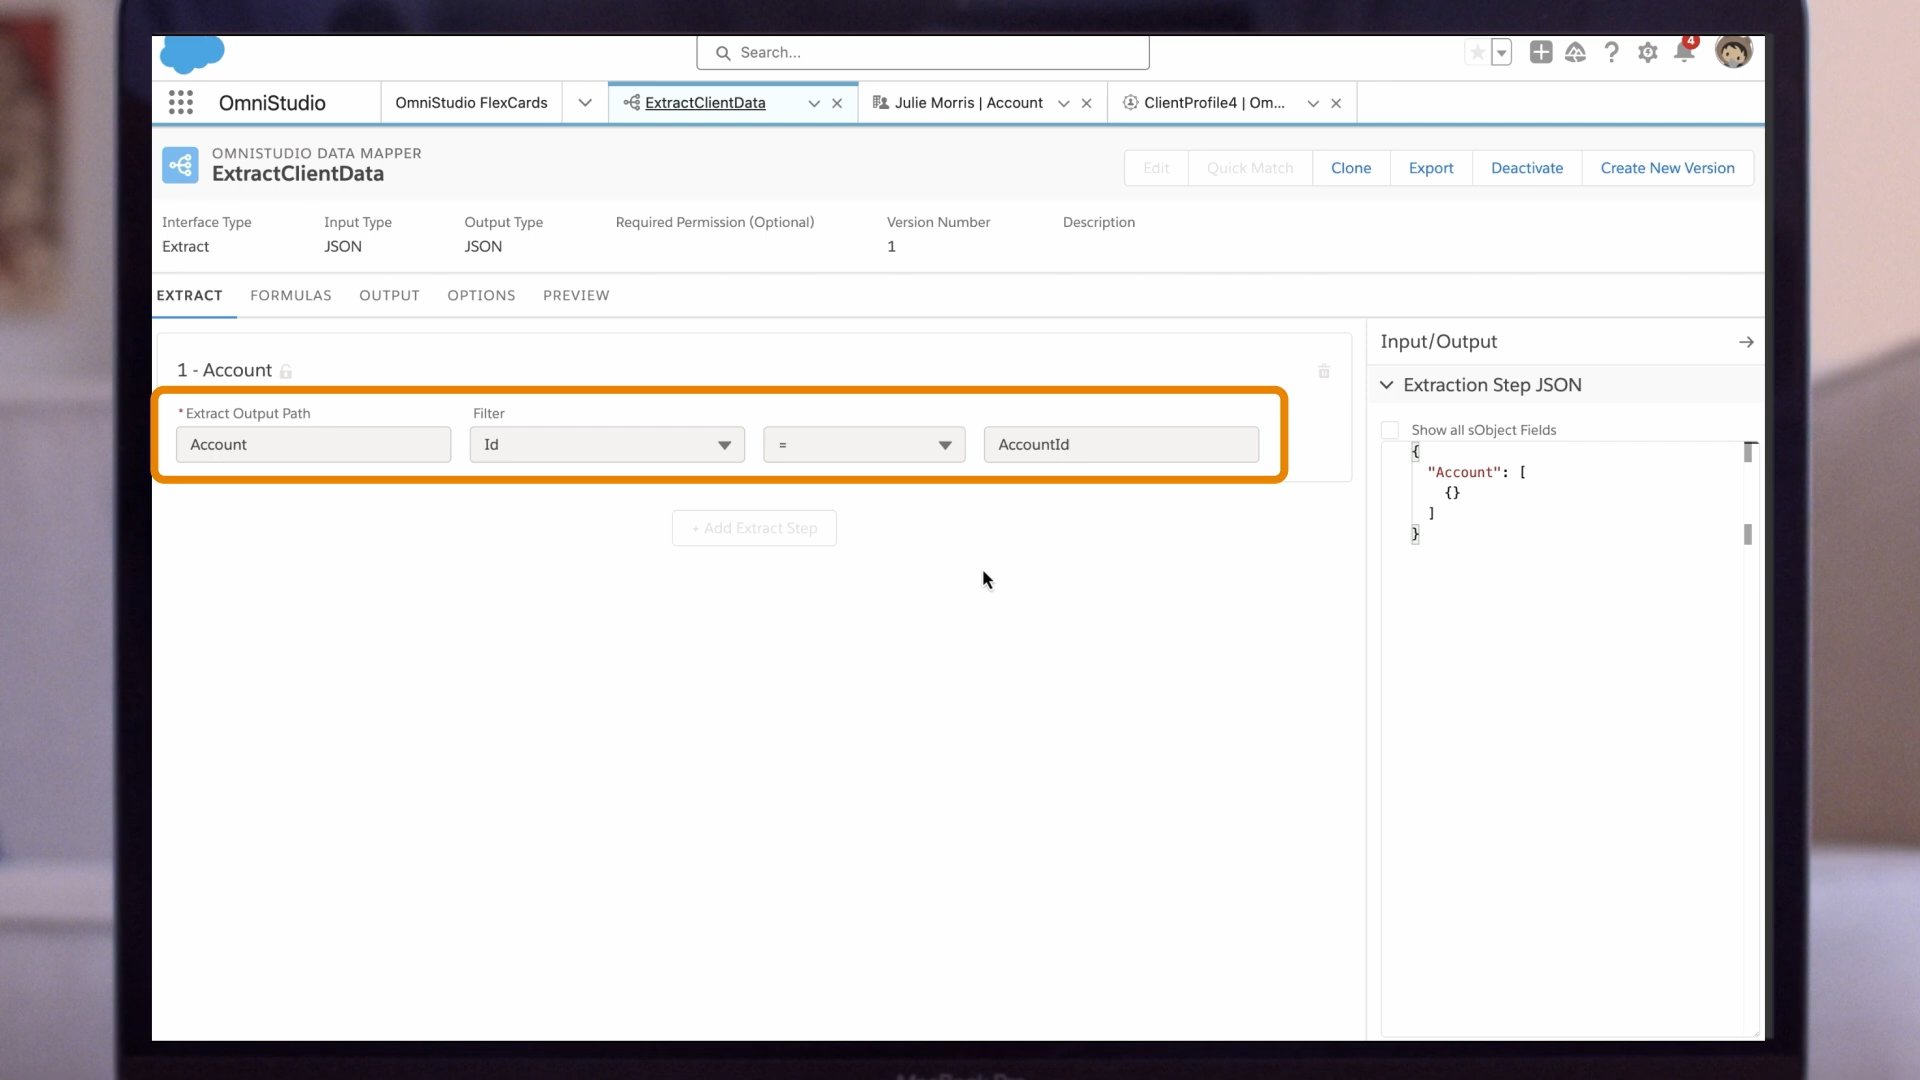 Search...
4
OmniStudio
OmniStudio FlexCards
ExtractClientData
Julie Morris | Account
ClientProfile4 | Om...
OMNISTUDIO DATA MAPPER
ExtractClientData
Edit
Quick Match
Clone
Export
Deactivate
Create New Version
Interface Type
Input Type
Output Type
Required Permission (Optional)
Version Number
Description
Extract
JSON
JSON
1
EXTRACT
FORMULAS
OUTPUT
OPTIONS
PREVIEW
1 - Account
*Extract Output Path
Filter
Account
Id
=
AccountId
+ Add Extract Step
Input/Output
Extraction Step JSON
Show all sObject Fields
{
"Account": [
{}
]
}
MacBook Pro